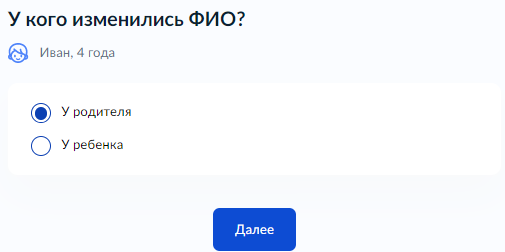 У кого изменились ФИО?
Иван, 4 года
У родителя
У ребенка
Далее